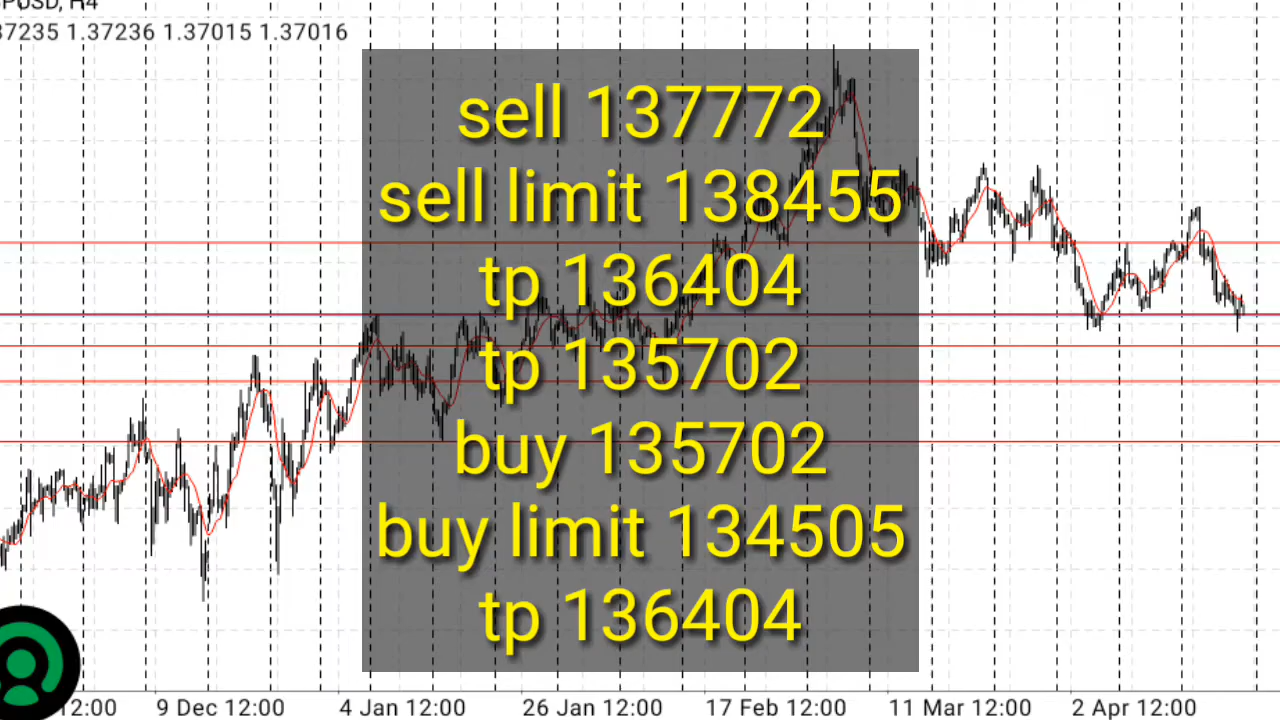 PUSD, H4
37235 1.37236 1.37015 1.37016
sell 137772
sell limit 138455
tp 136404
tp 135702
buy 135702
buy limit 134505
tp 136404
12:00 9 Dec 12:00 4 Jan 12:00 26 Jan 12:00 17 Feb 12:00 11 Mar 12:00 2 Apr 12:00